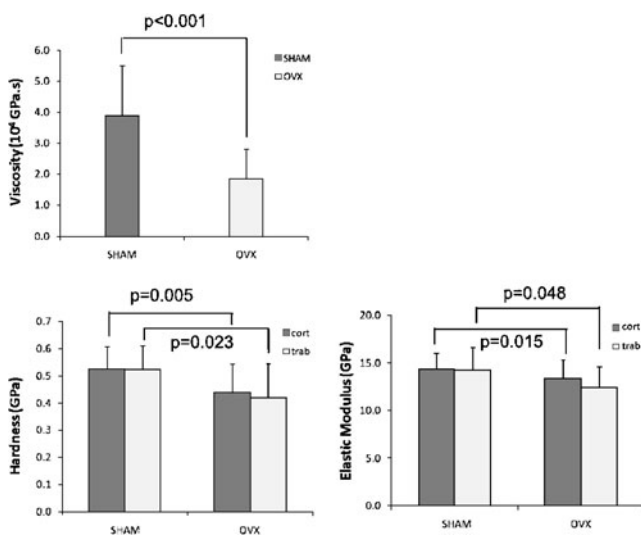 p<0.001
6.0
5.0
4.0
3.0
2.0
1.0
0.0
Viscosity (10⁴ GPa.s)
SHAM
OVX
SHAM
OVX
p=0.005
p=0.023
0.7
0.6
0.5
0.4
0.3
0.2
0.1
0.0
Hardness (GPa)
cort
trab
SHAM
OVX
p=0.048
p=0.015
20.0
15.0
10.0
5.0
0.0
Elastic Modulus (GPa)
cort
trab
SHAM
OVX